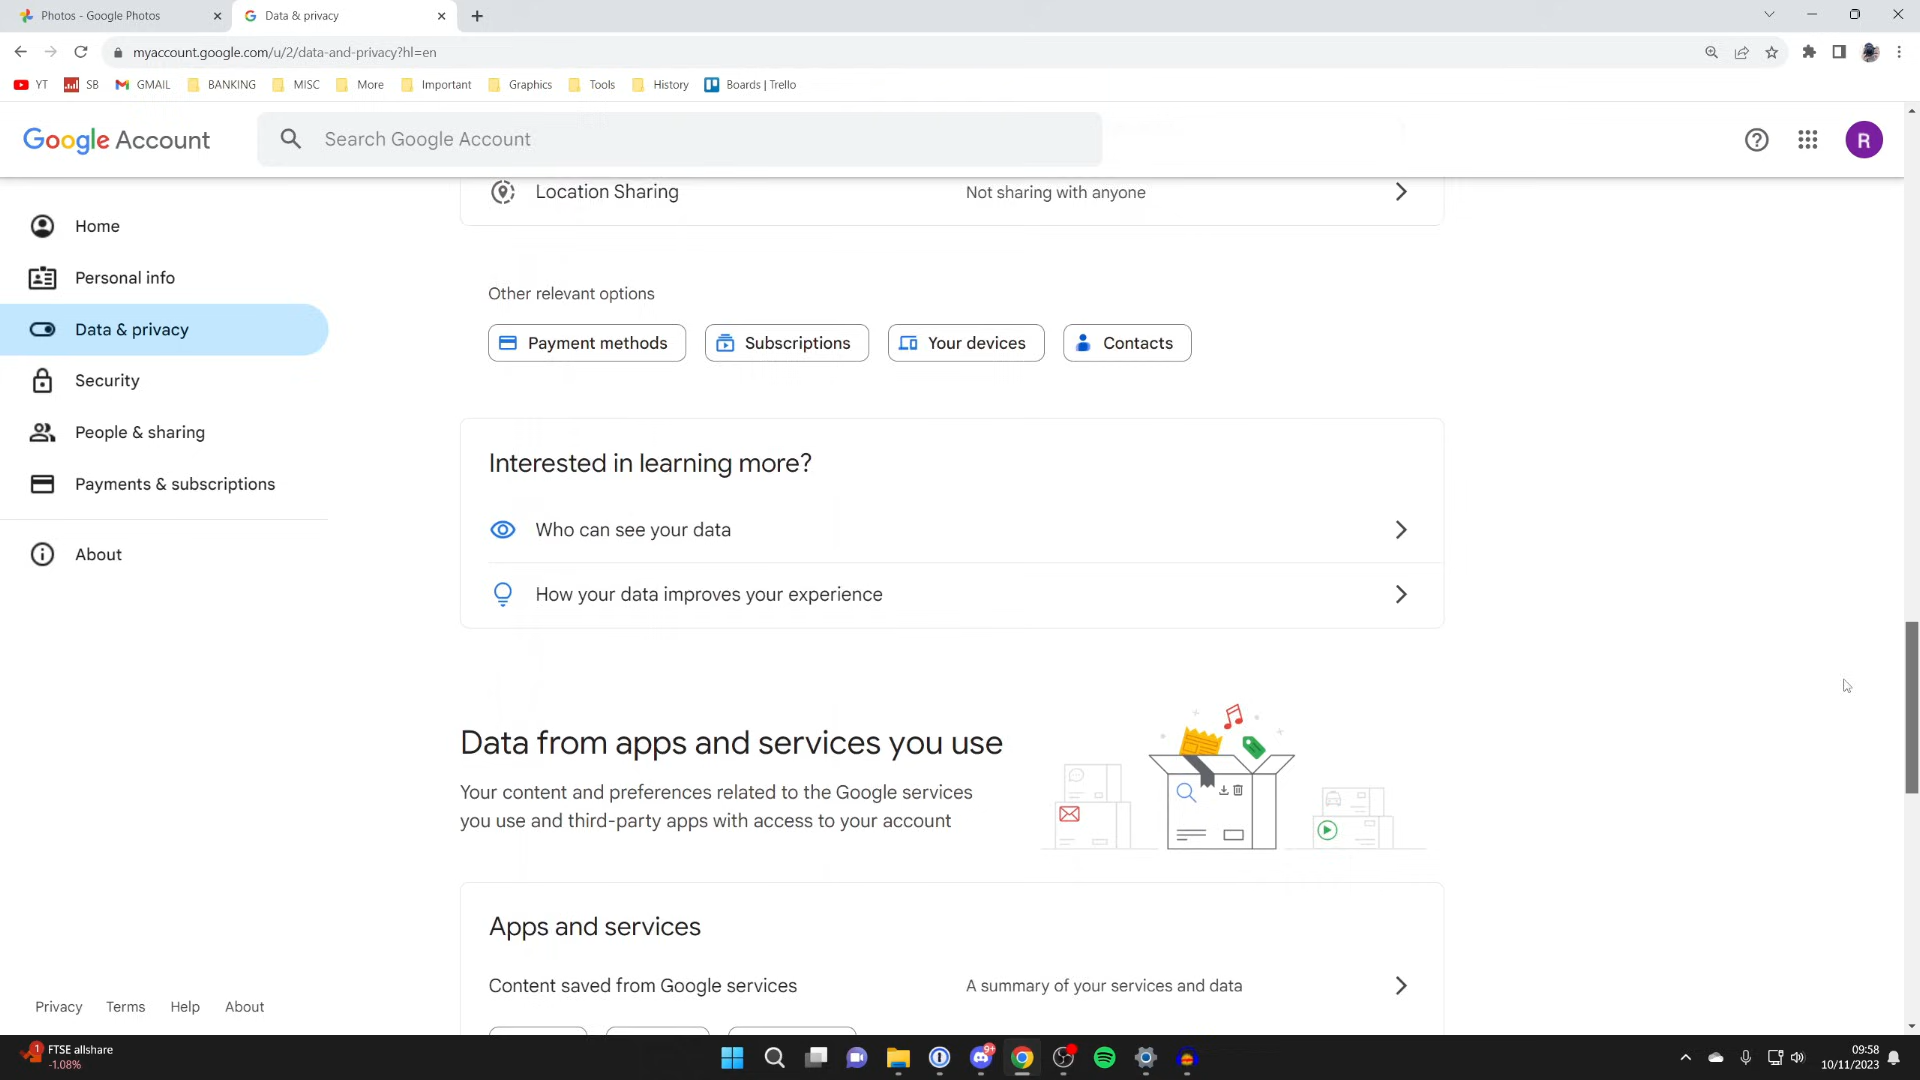 Photos - Google Photos
Data & privacy
myaccount.google.com/u/2/data-and-privacy?hl=en
YT
SB
GMAIL
BANKING
MISC
More
Important
Graphics
Tools
History
Boards | Trello
Google Account
Search Google Account
R
Home
Personal info
Data & privacy
Security
People & sharing
Payments & subscriptions
About
Location Sharing
Not sharing with anyone
Other relevant options
Payment methods
Subscriptions
Your devices
Contacts
Interested in learning more?
Who can see your data
How your data improves your experience
Data from apps and services you use
Your content and preferences related to the Google services
you use and third-party apps with access to your account
Apps and services
Content saved from Google services
A summary of your services and data
Privacy
Terms
Help
About
1
FTSE allshare
-1.08%
9+
09:58
10/11/2023